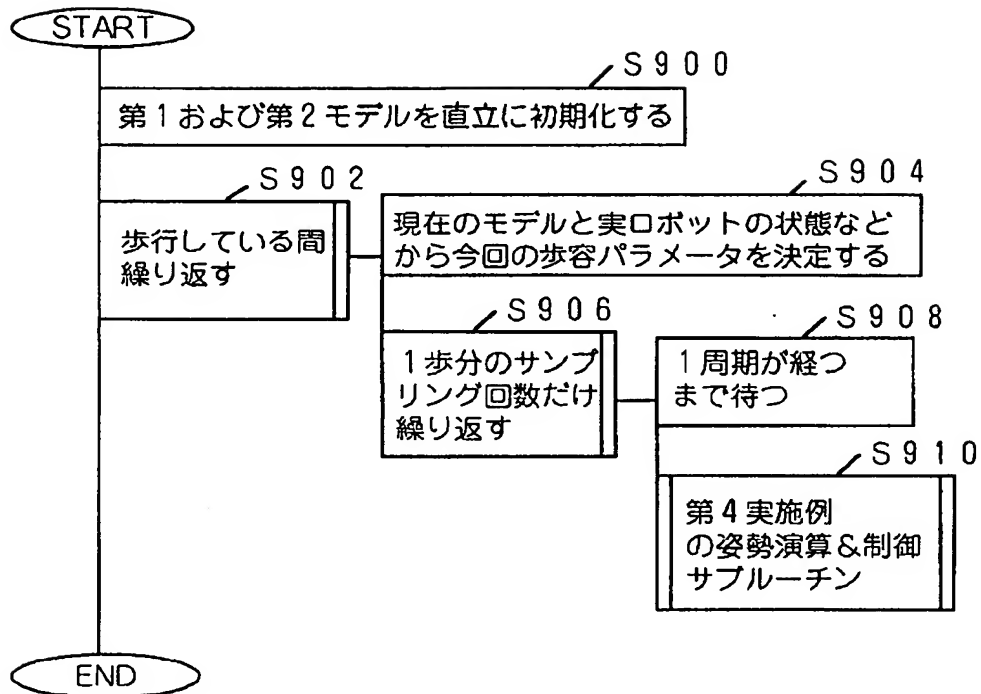 START
S900
第1および第2モデルを直立に初期化する
S902
歩行している間
繰り返す
S904
現在のモデルと実ロボットの状態など
から今回の歩容パラメータを決定する
S906
1歩分のサンプ
リング回数だけ
繰り返す
S908
1周期が経つ
まで待つ
S910
第4実施例
の姿勢演算&制御
サブルーチン
END